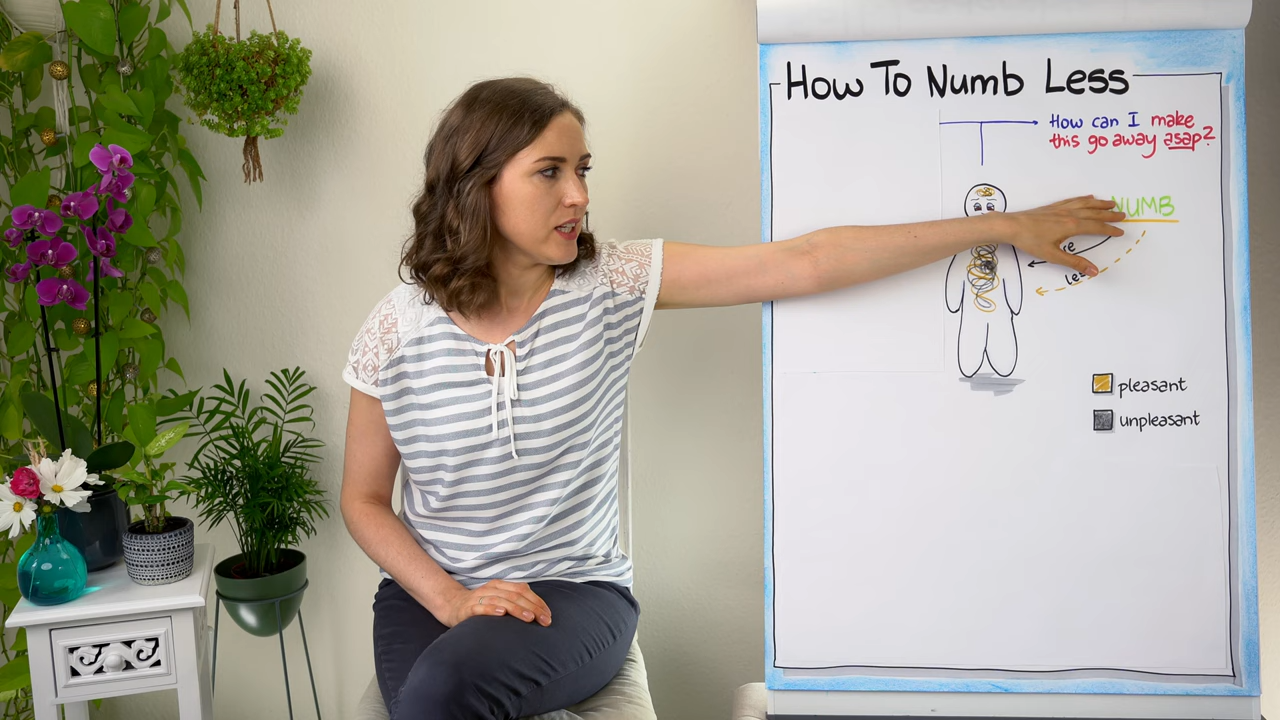 How To Numb Less
How can I make
this go away asap?
NUMB
pleasant
unpleasant